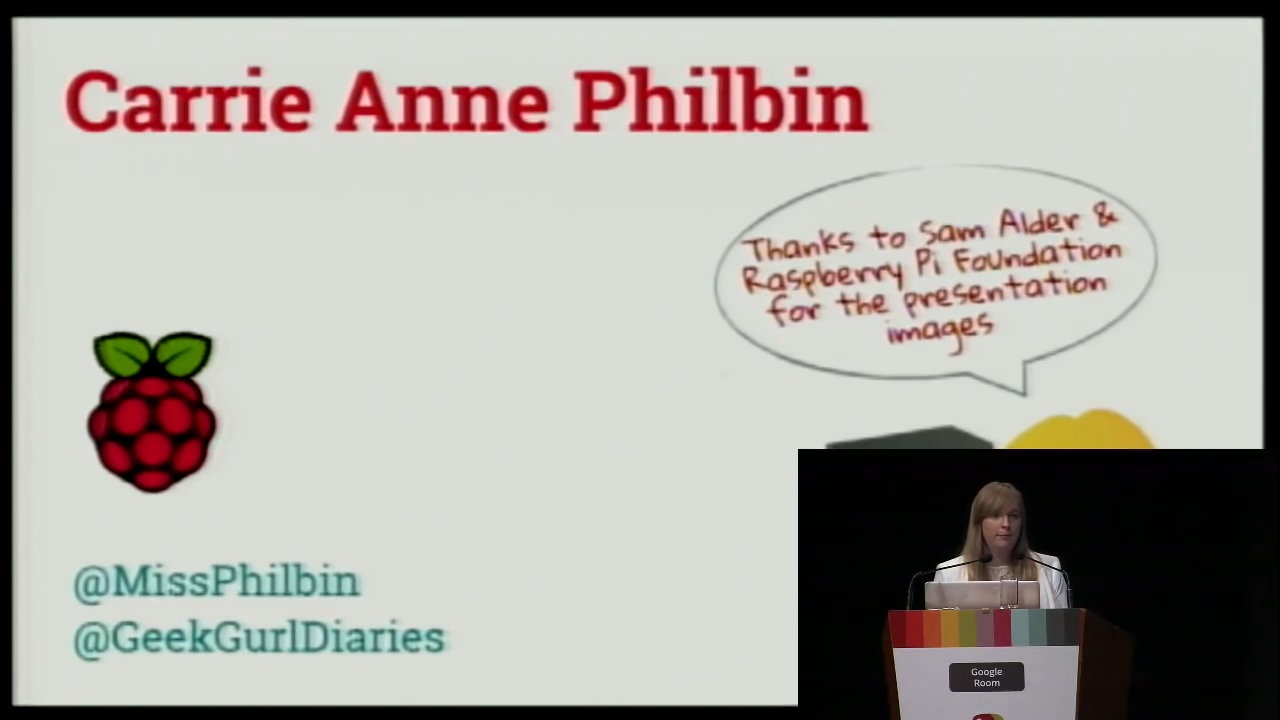 Carrie Anne Philbin
Thanks to Sam Alder &
Raspberry Pi Foundation
for the presentation
images
@MissPhilbin
@GeekGurlDiaries
Google
Room